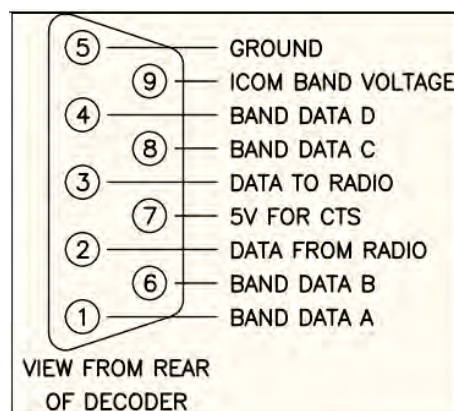 5 GROUND
9 ICOM BAND VOLTAGE
4 BAND DATA D
8 BAND DATA C
3 DATA TO RADIO
7 5V FOR CTS
2 DATA FROM RADIO
6 BAND DATA B
1 BAND DATA A
VIEW FROM REAR
OF DECODER